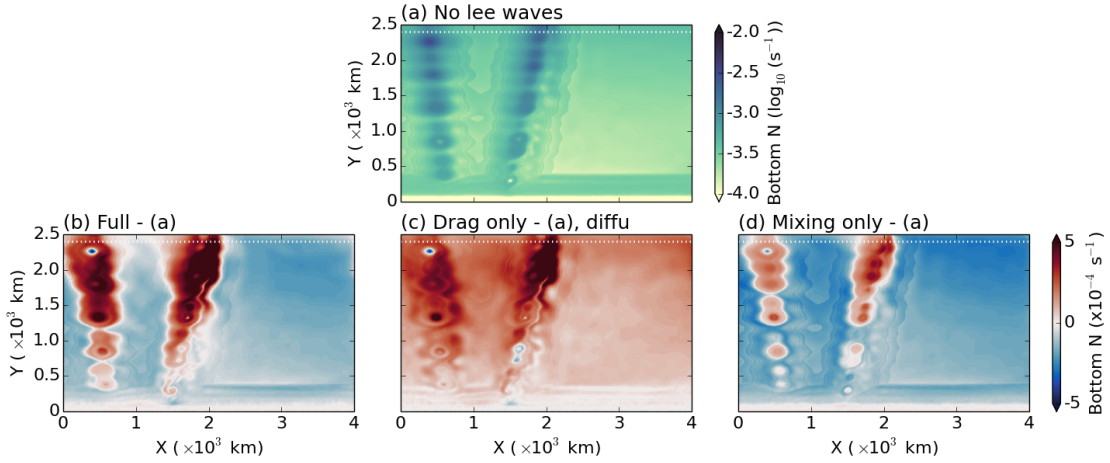 (a) No lee waves
2.5
2.0
1.5
1.0
0.5
0
Y ( ×10³ km)
-2.0
-2.5
-3.0
-3.5
-4.0
Bottom N (log₁₀ (s⁻¹)
(b) Full - (a)
(c) Drag only - (a), diffu
(d) Mixing only - (a)
2.5
2.0
1.5
1.0
0.5
0
Y ( ×10³ km)
0 1 2 3 4
X ( ×10³ km)
0 1 2 3 4
X ( ×10³ km)
0 1 2 3 4
X ( ×10³ km)
5
0
-5
Bottom N (x10⁻⁴ s⁻¹)